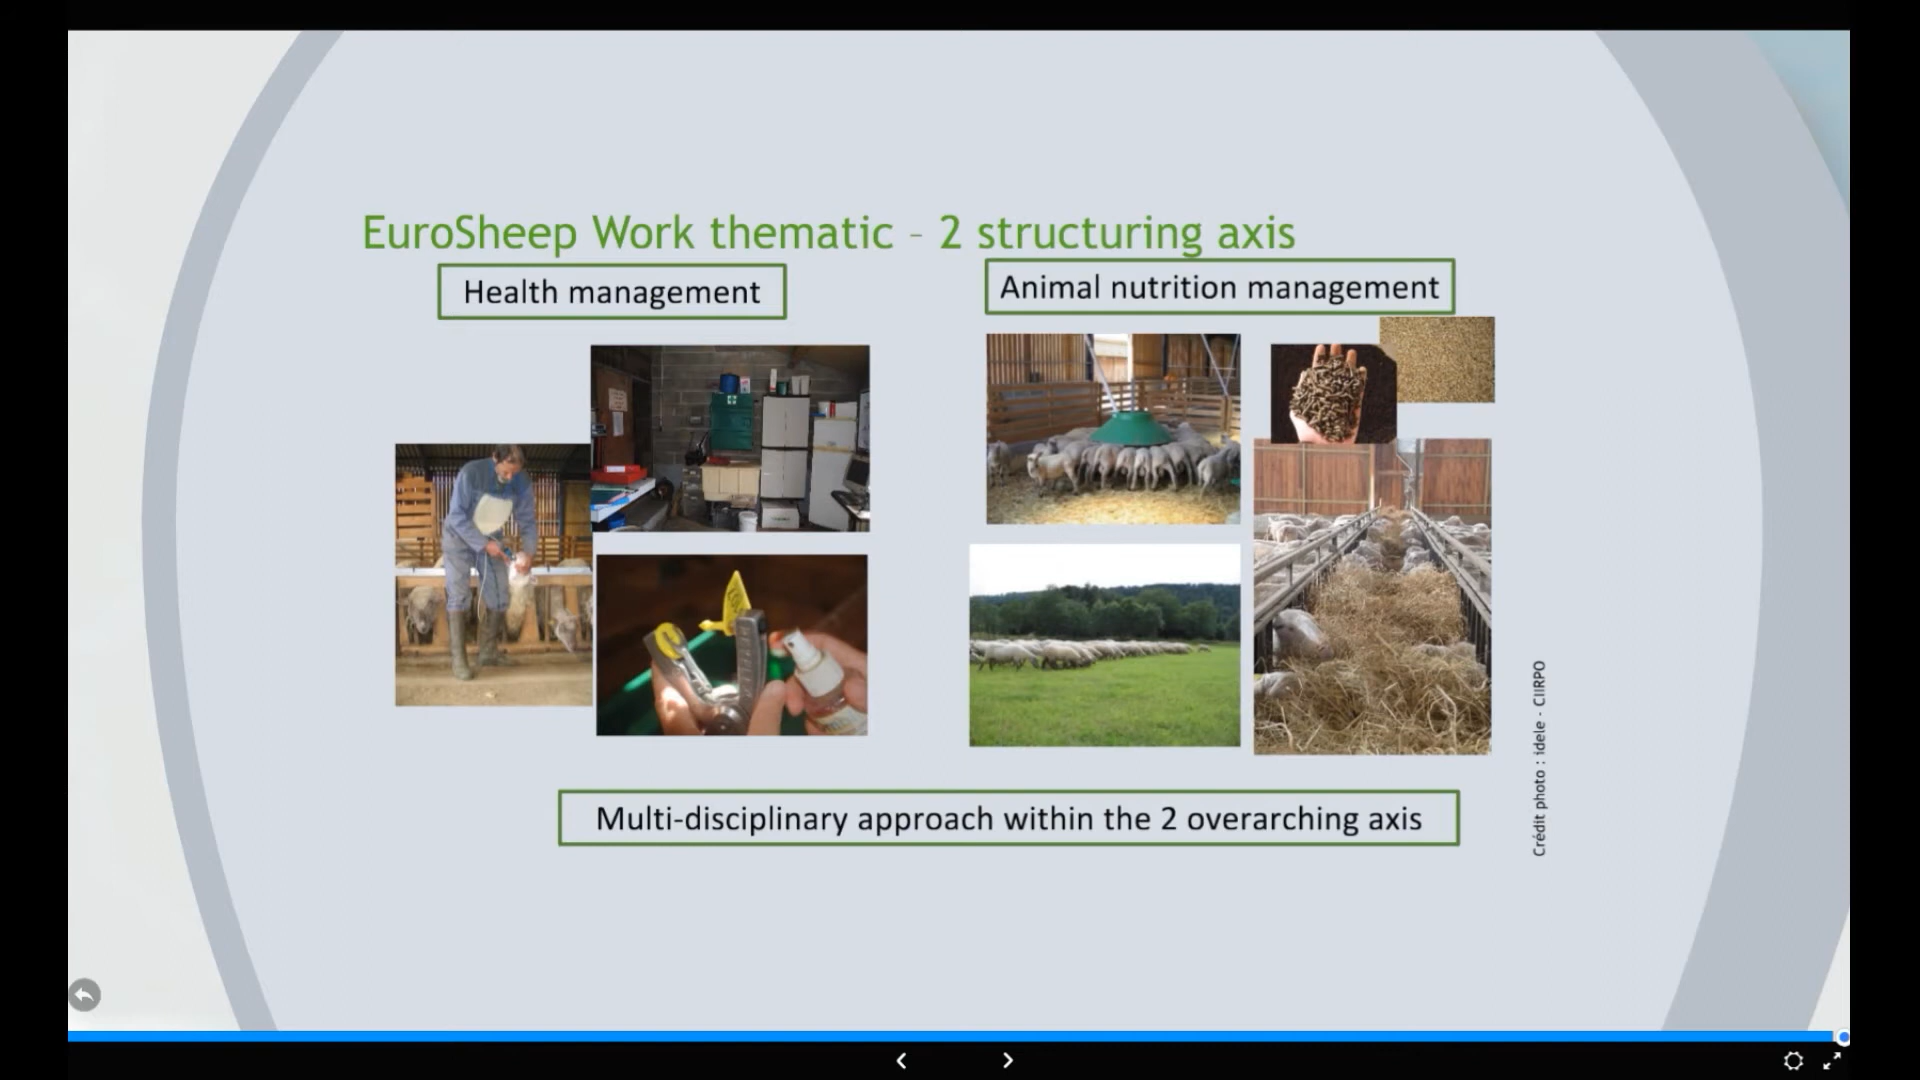 EuroSheep Work thematic – 2 structuring axis
Health management
Animal nutrition management
Multi-disciplinary approach within the 2 overarching axis
Crédit photo : idele - CIIRPO